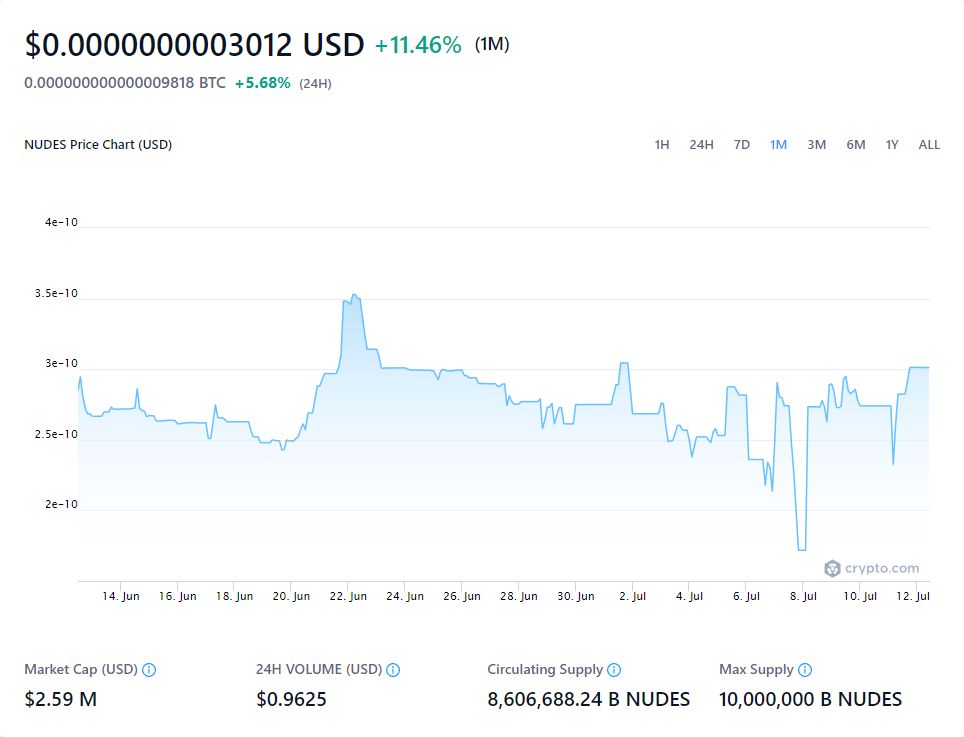 $0.0000000003012 USD +11.46% (1M)
0.000000000000009818 BTC +5.68% (24H)
NUDES Price Chart (USD) 1H 24H 7D 1M 3M 6M 1Y ALL
4e-10
3.5e-10
3e-10
2.5e-10
2e-10
crypto.com
14. Jun 16. Jun 18. Jun 20. Jun 22. Jun 24. Jun 26. Jun 28. Jun 30. Jun 2. Jul 4. Jul 6. Jul 8. Jul 10. Jul 12. Jul
Market Cap (USD) 24H VOLUME (USD) Circulating Supply Max Supply
$2.59 M $0.9625 8,606,688.24 B NUDES 10,000,000 B NUDES